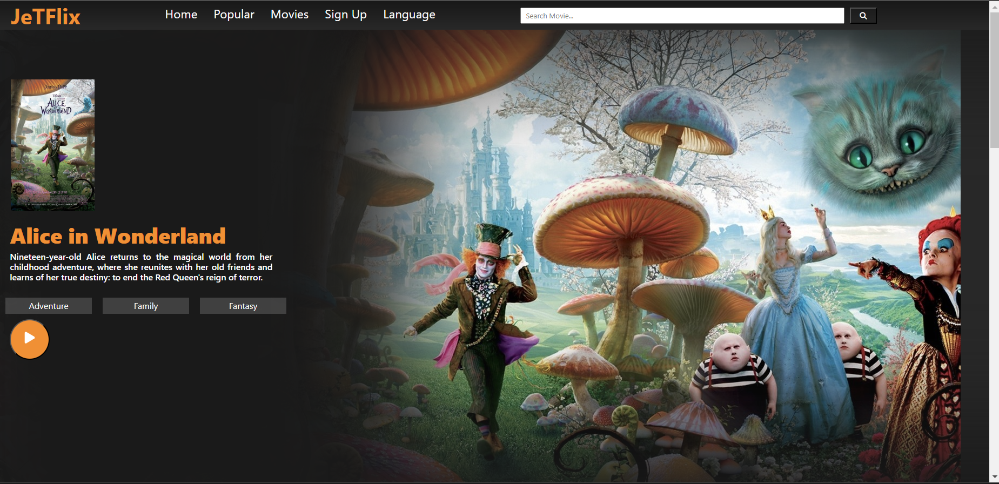 JeTFlix
Home Popular Movies Sign Up Language
Search Movie...
JOHNNY DEPP
Disney
ALICE
IN
WONDERLAND
Alice in Wonderland
Nineteen-year-old Alice returns to the magical world from her
childhood adventure, where she reunites with her old friends and
learns of her true destiny: to end the Red Queen's reign of terror.
Adventure Family Fantasy